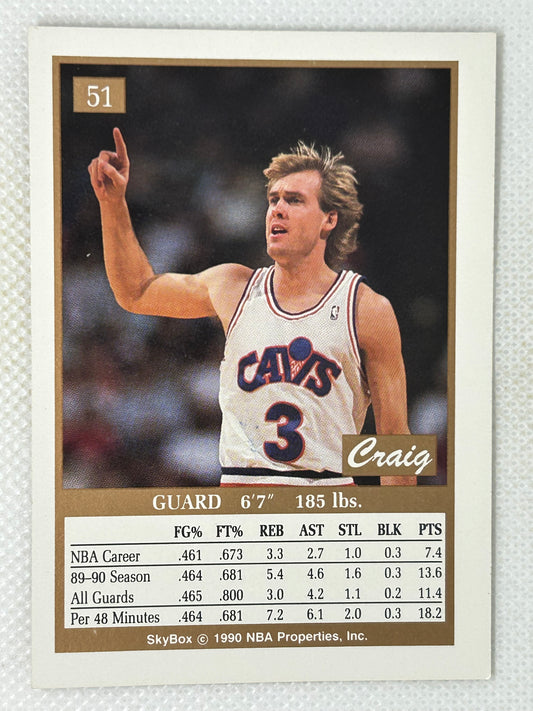 51
CAVS
3
Craig
GUARD 6'7" 185 lbs.
FG% FT% REB AST STL BLK PTS
NBA Career .461 .673 3.3 2.7 1.0 0.3 7.4
89–90 Season .464 .681 5.4 4.6 1.6 0.3 13.6
All Guards .465 .800 3.0 4.2 1.1 0.2 11.4
Per 48 Minutes .464 .681 7.2 6.1 2.0 0.3 18.2
SkyBox © 1990 NBA Properties, Inc.